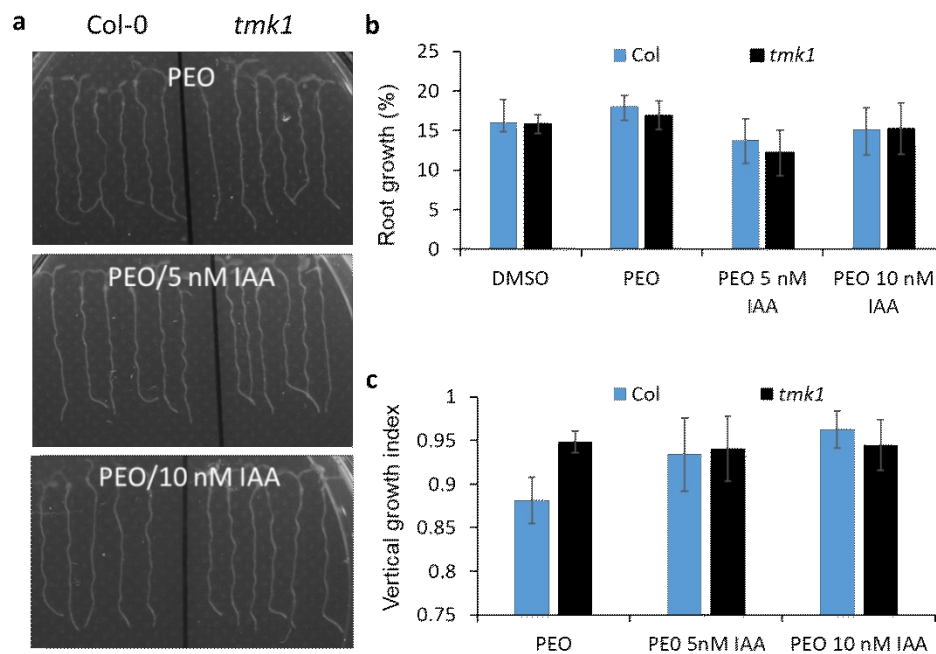 a
Col-0 tmk1
PEO
PEO/5 nM IAA
PEO/10 nM IAA
b
Col tmk1
Root growth (%)
25
20
15
10
5
0
DMSO PEO PEO 5 nM PEO 10 nM
IAA IAA
c
Col tmk1
Vertical growth index
1
0.95
0.9
0.85
0.8
0.75
PEO PE0 5nM IAA PEO 10 nM IAA